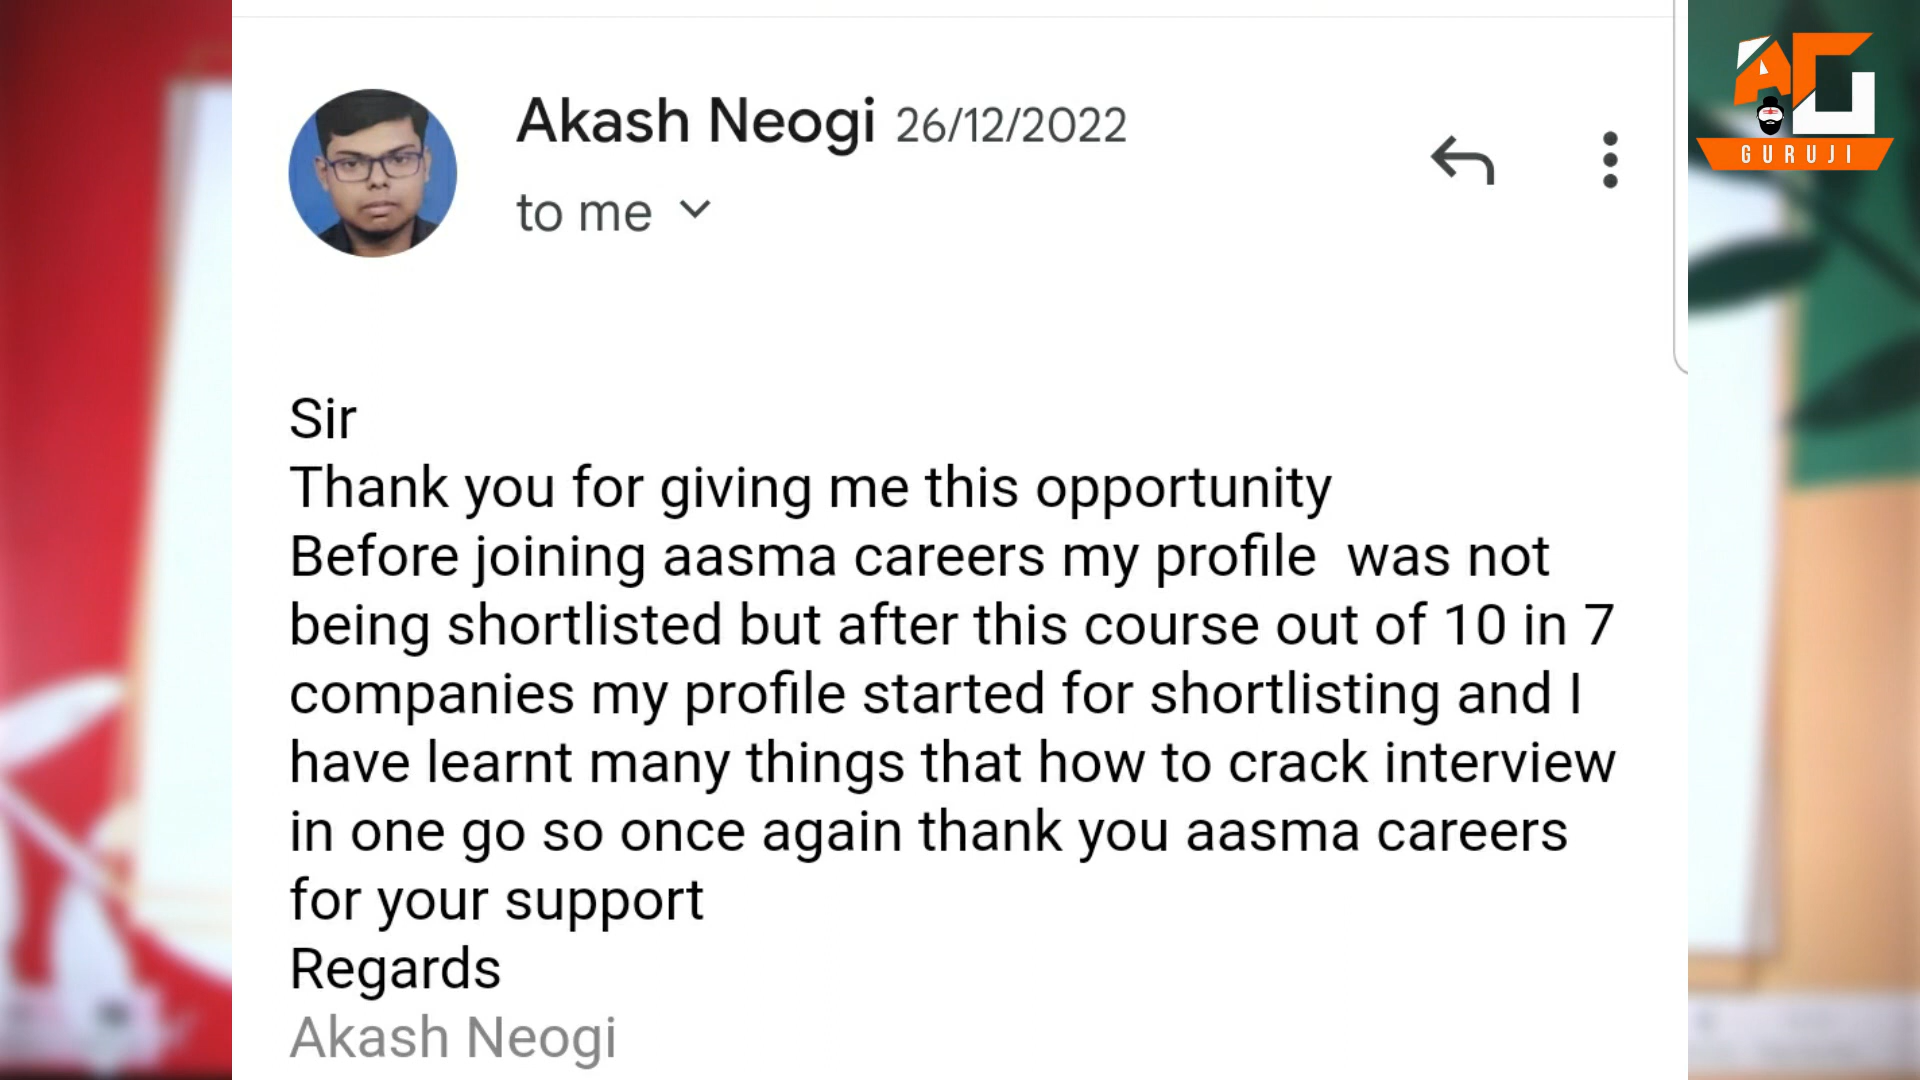 Akash Neogi 26/12/2022
to me
AG
GURUJI
Sir
Thank you for giving me this opportunity
Before joining aasma careers my profile  was not
being shortlisted but after this course out of 10 in 7
companies my profile started for shortlisting and I
have learnt many things that how to crack interview
in one go so once again thank you aasma careers
for your support
Regards
Akash Neogi